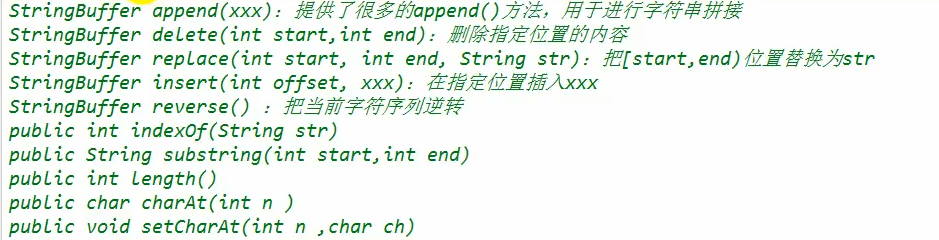 StringBuffer append(xxx)：提供了很多的append()方法，用于进行字符串拼接
StringBuffer delete(int start,int end)：删除指定位置的内容
StringBuffer replace(int start, int end, String str)：把[start,end)位置替换为str
StringBuffer insert(int offset, xxx)：在指定位置插入xxx
StringBuffer reverse() ：把当前字符序列逆转
public int indexOf(String str)
public String substring(int start,int end)
public int length()
public char charAt(int n )
public void setCharAt(int n ,char ch)